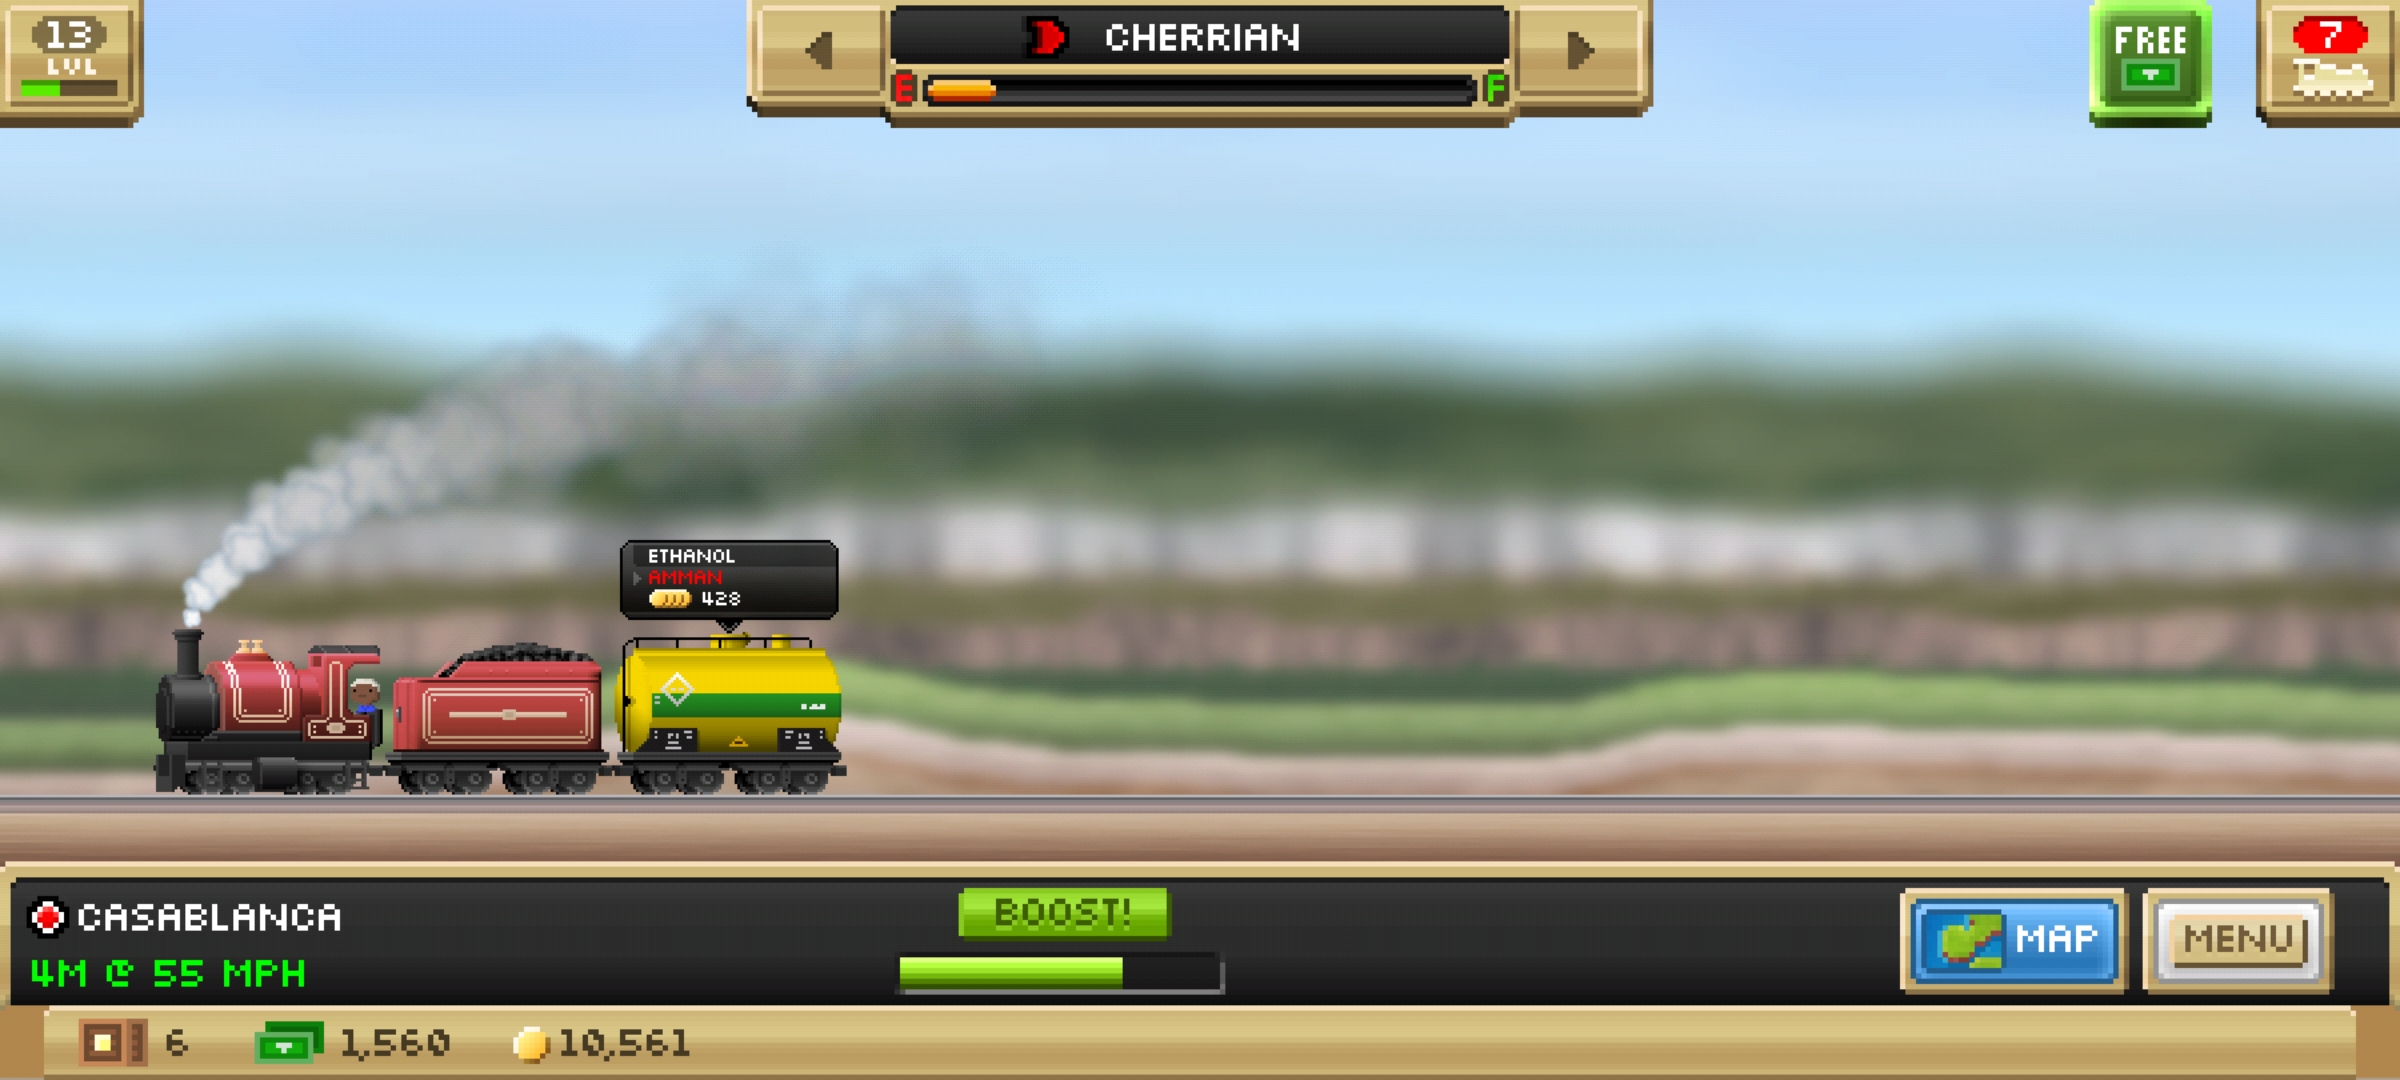 13
LVL
CHERRIAN
E F
FREE
7
ETHANOL
AMMAN
428
CASABLANCA
4M @ 55 MPH
BOOST!
MAP
MENU
6
1,560
10,561